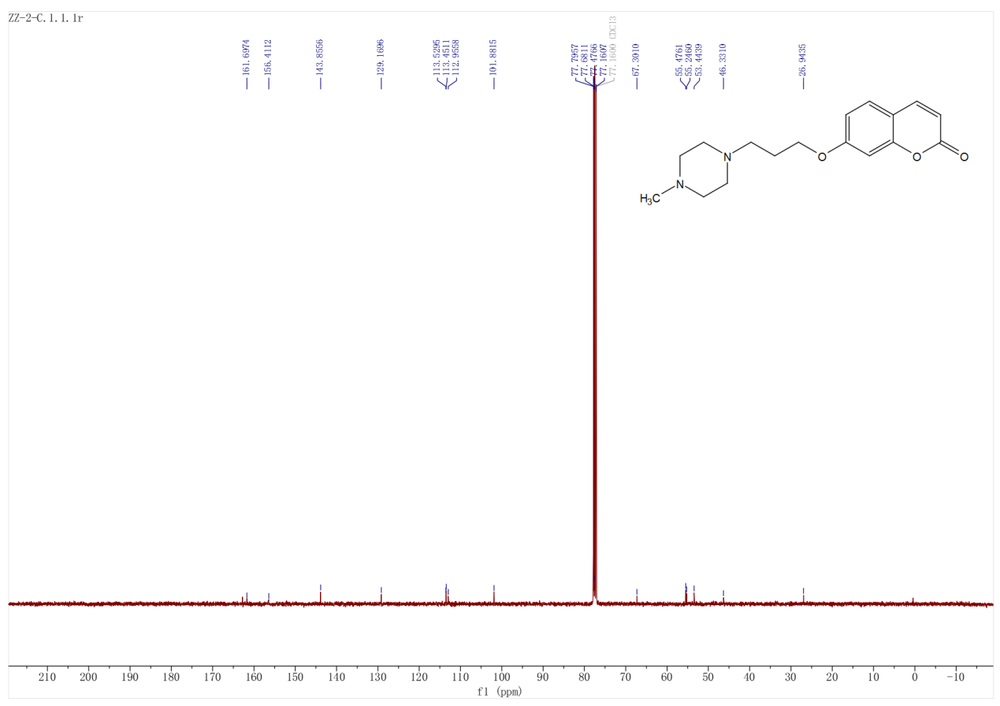 ZZ-2-C.1.1.1r
161.6974
156.4112
143.8556
129.1696
113.5295
113.4511
112.9558
101.8815
77.7957
77.6811
77.4766
77.1607
77.1600 CDCl3
67.3010
55.4761
55.2460
53.4439
46.3310
26.9435
N
N
H3C
O
O
O
210 200 190 180 170 160 150 140 130 120 110 100 90 80 70 60 50 40 30 20 10 0 -10
f1 (ppm)